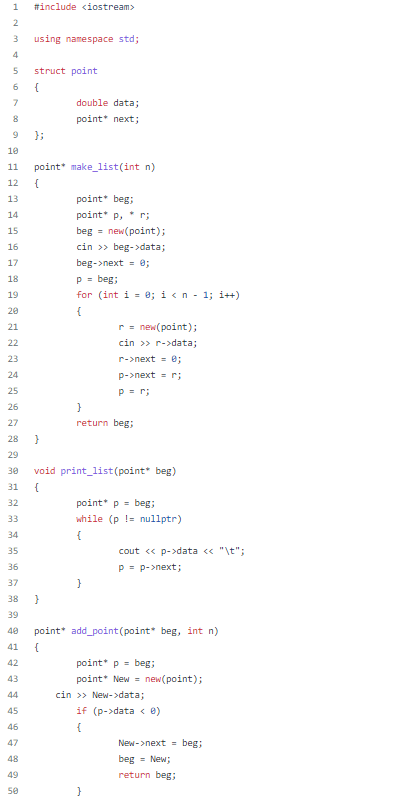 1 #include <iostream>
2
3 using namespace std;
4
5 struct point
6 {
7 double data;
8 point* next;
9 };
10
11 point* make_list(int n)
12 {
13 point* beg;
14 point* p, * r;
15 beg = new(point);
16 cin >> beg->data;
17 beg->next = 0;
18 p = beg;
19 for (int i = 0; i < n - 1; i++)
20 {
21 r = new(point);
22 cin >> r->data;
23 r->next = 0;
24 p->next = r;
25 p = r;
26 }
27 return beg;
28 }
29
30 void print_list(point* beg)
31 {
32 point* p = beg;
33 while (p != nullptr)
34 {
35 cout << p->data << "\t";
36 p = p->next;
37 }
38 }
39
40 point* add_point(point* beg, int n)
41 {
42 point* p = beg;
43 point* New = new(point);
44 cin >> New->data;
45 if (p->data < 0)
46 {
47 New->next = beg;
48 beg = New;
49 return beg;
50 }